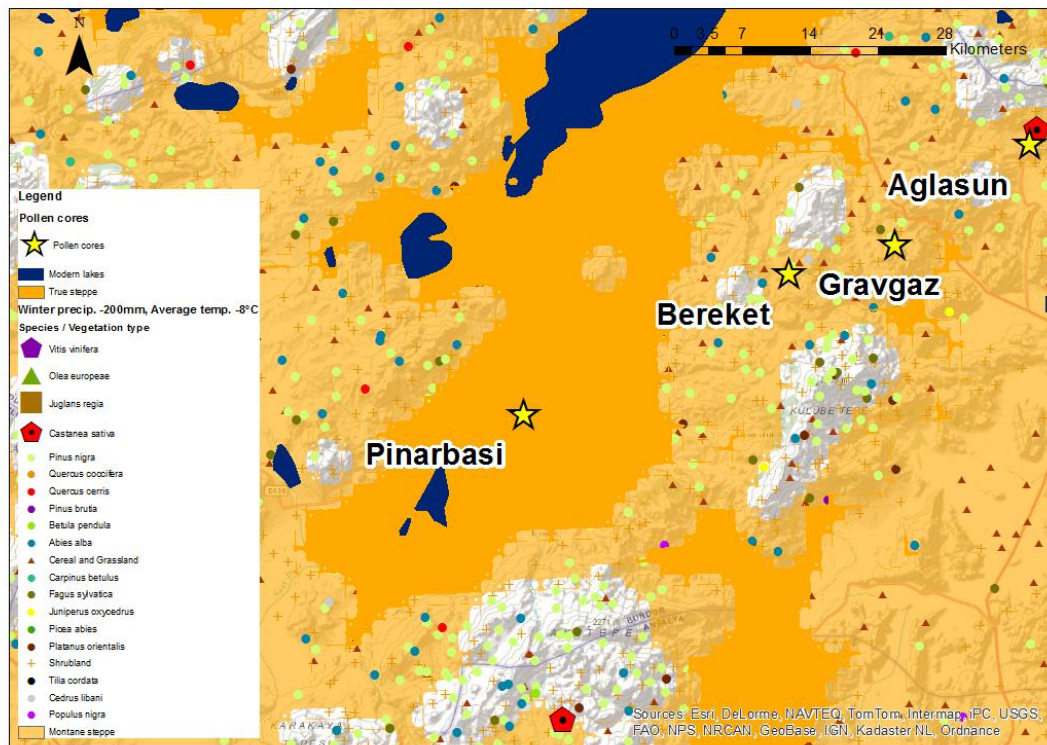 N
0 3,5 7 14 21 28
Kilometers
Aglasun
Gravgaz
Bereket
Pinarbasi
KULUBE TEPE
2271 m
BURDUR
ANTALYA
KARAKAYA
Legend
Pollen cores
Pollen cores
Modern lakes
True steppe
Winter precip. -200mm, Average temp. -8°C
Species / Vegetation type
Vitis vinifera
Olea europeae
Juglans regia
Castanea sativa
Pinus nigra
Quercus coccifera
Quercus cerris
Pinus brutia
Betula pendula
Abies alba
Cereal and Grassland
Carpinus betulus
Fagus sylvatica
Juniperus oxycedrus
Picea abies
Platanus orientalis
Shrubland
Tilia cordata
Cedrus libani
Populus nigra
Montane steppe
Sources: Esri, DeLorme, NAVTEQ, TomTom, Intermap, iPC, USGS,
FAO, NPS, NRCAN, GeoBase, IGN, Kadaster NL, Ordnance